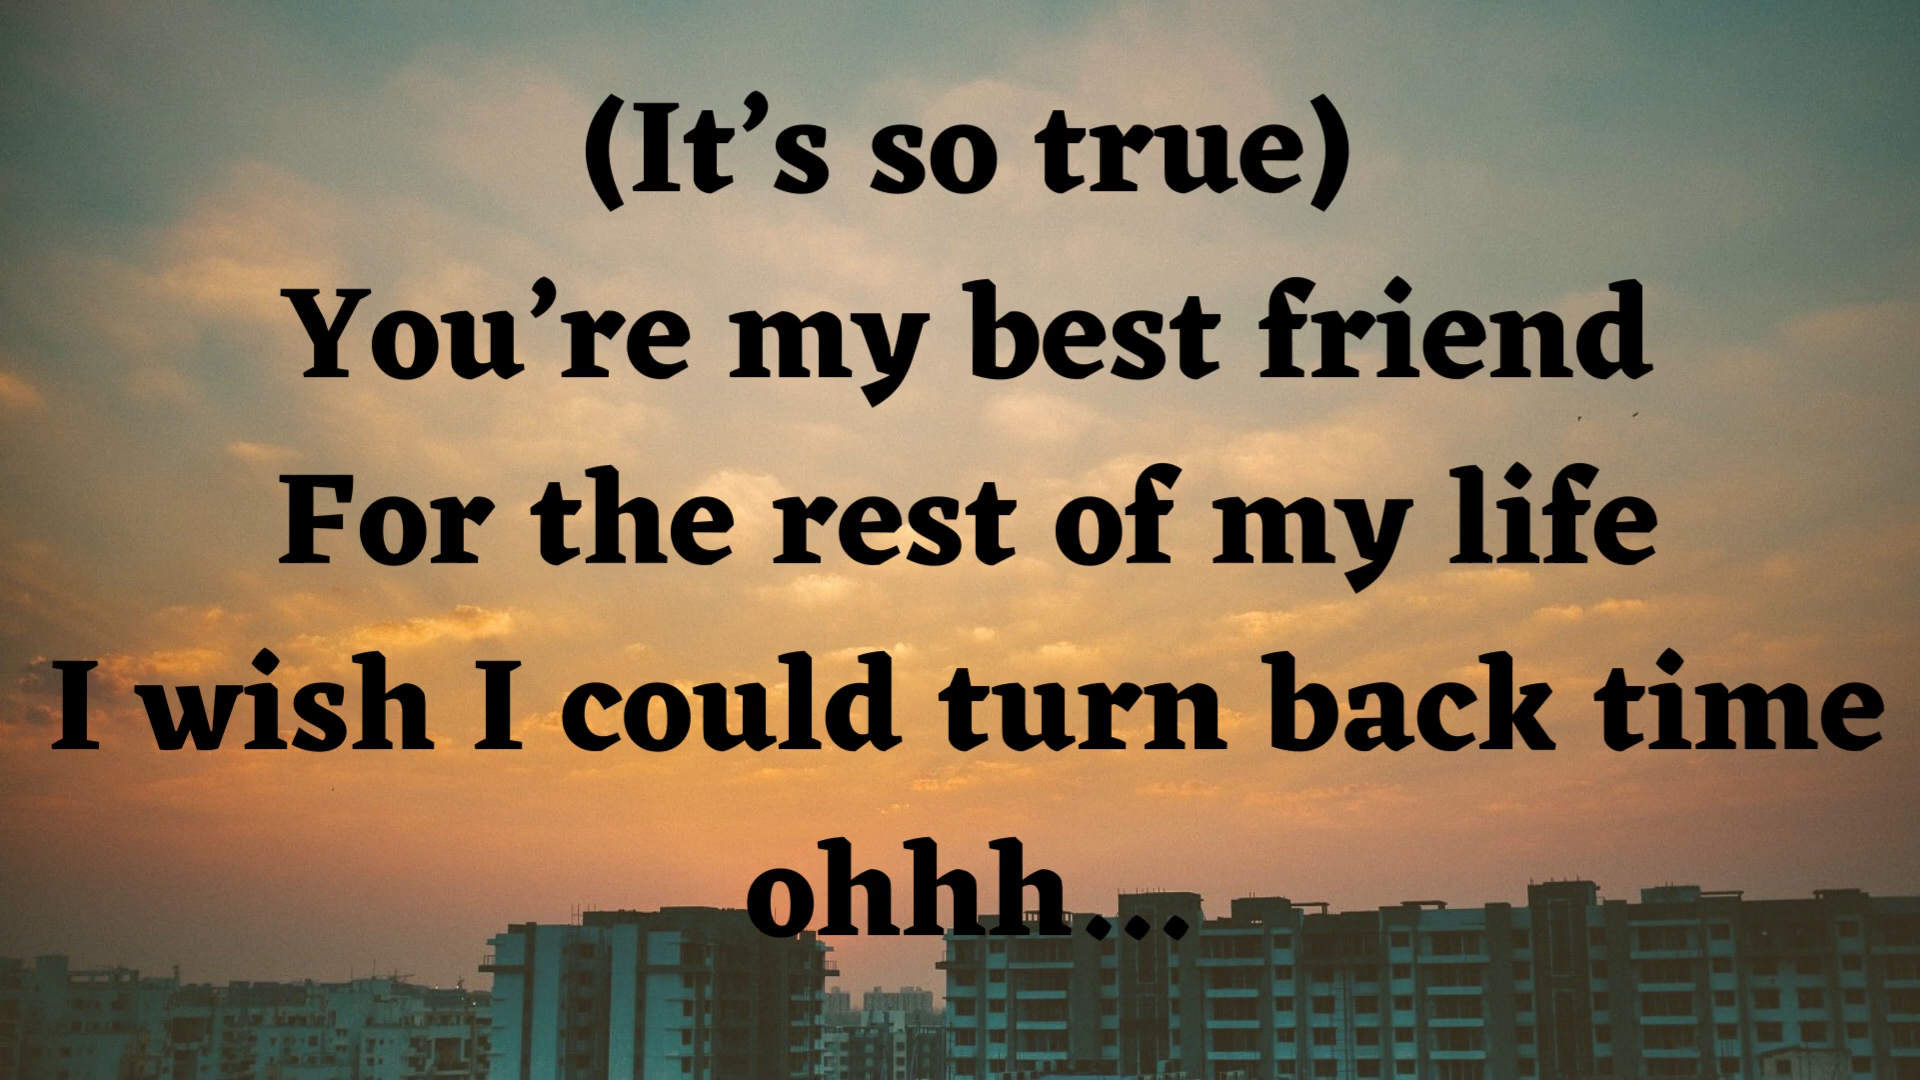 (It’s so true)
You’re my best friend
For the rest of my life
I wish I could turn back time
ohhh...